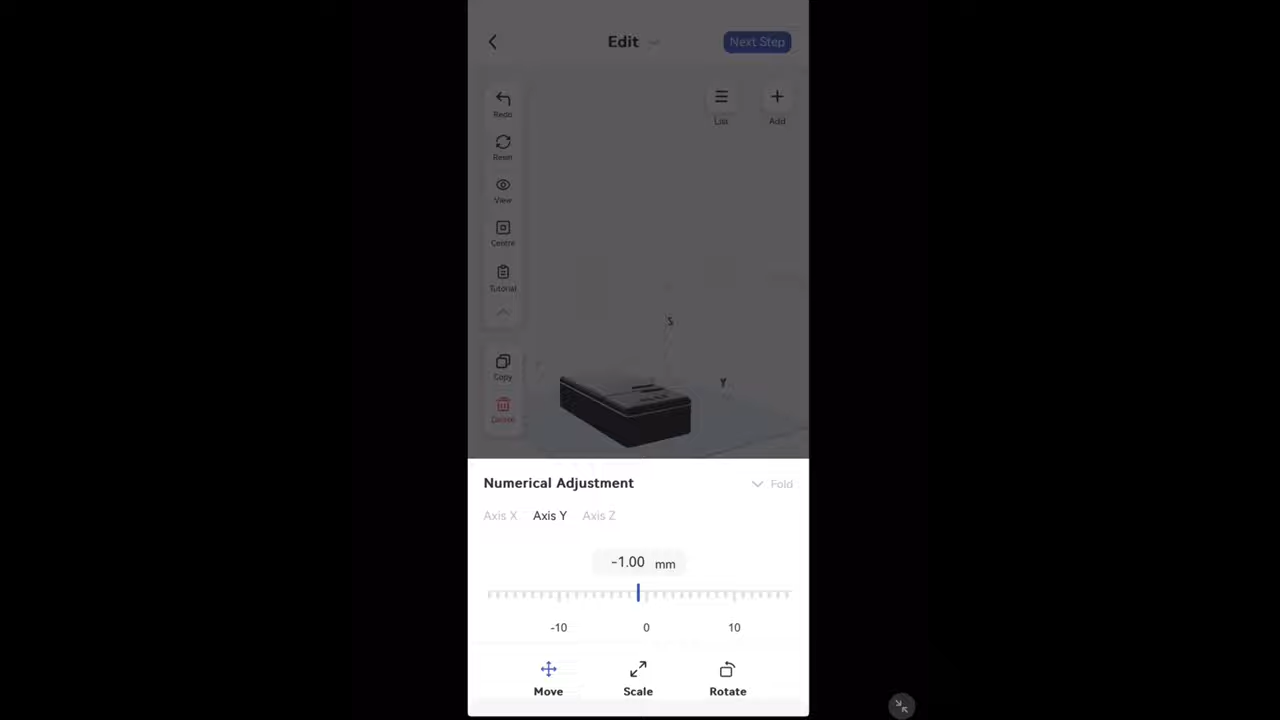 Edit
Next Step
Redo
Reset
View
Centre
Tutorial
List
Add
S
Y
Copy
Delete
Numerical Adjustment
Fold
Axis X Axis Y Axis Z
-1.00 mm
-10 0 10
Move Scale Rotate